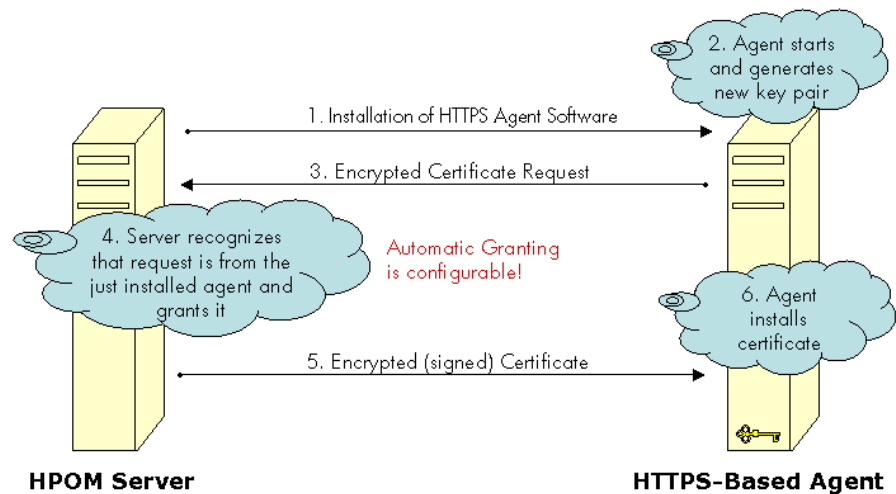 2. Agent starts
and generates
new key pair
1. Installation of HTTPS Agent Software
3. Encrypted Certificate Request
4. Server recognizes
that request is from the
just installed agent and
grants it
Automatic Granting
is configurable!
6. Agent
installs
certificate
5. Encrypted (signed) Certificate
HPOM Server
HTTPS-Based Agent